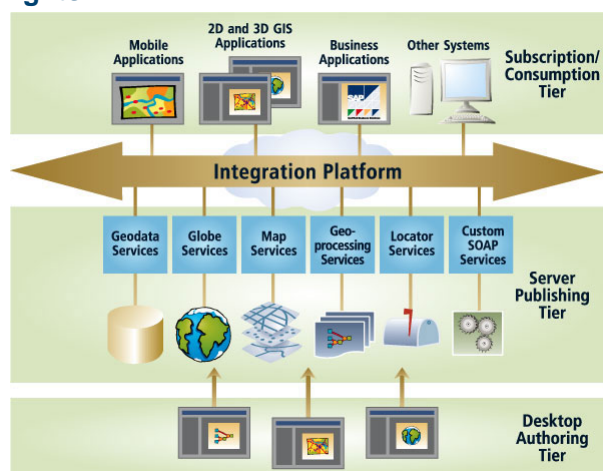 Mobile
Applications
2D and 3D GIS
Applications
Business
Applications
Other Systems
Subscription/
Consumption
Tier
SAP
Integration Platform
Geodata
Services
Globe
Services
Map
Services
Geo-
processing
Services
Locator
Services
Custom
SOAP
Services
Server
Publishing
Tier
Desktop
Authoring
Tier